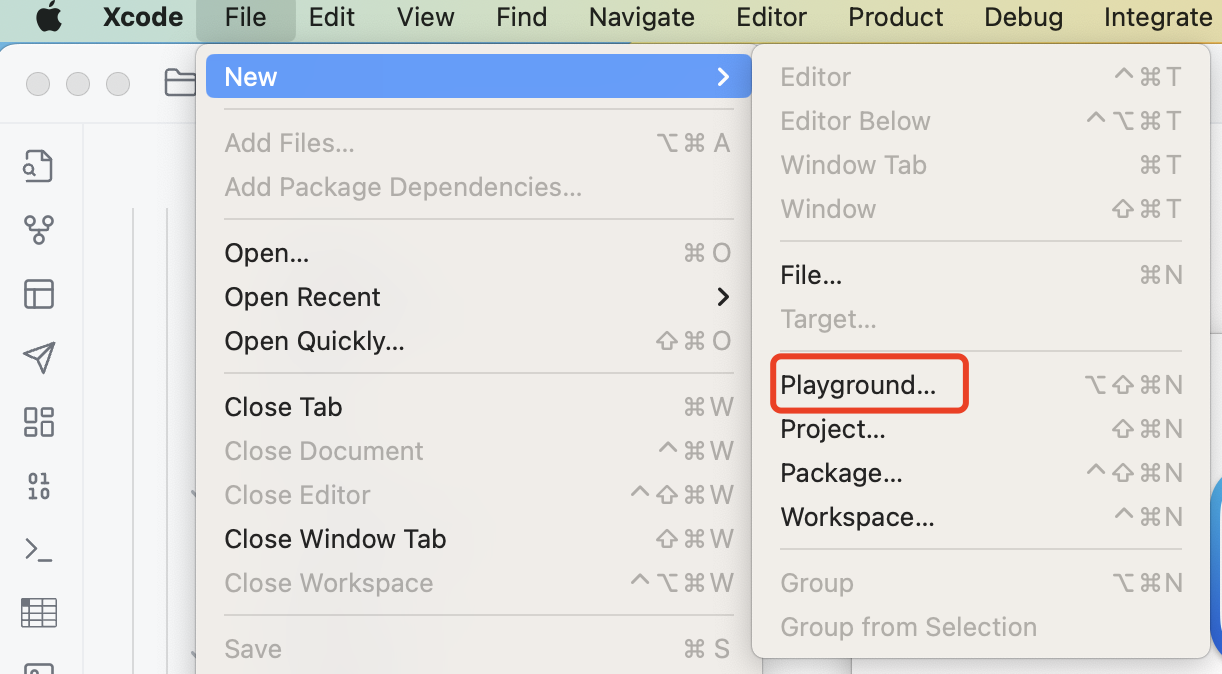 Xcode File Edit View Find Navigate Editor Product Debug Integrate
New
Add Files... ⌥⌘A
Add Package Dependencies...
Open... ⌘O
Open Recent
Open Quickly... ⇧⌘O
Close Tab ⌘W
Close Document ^⌘W
Close Editor ^⇧⌘W
Close Window Tab ⇧⌘W
Close Workspace ^⌥⌘W
Save ⌘S
Editor ^⌘T
Editor Below ^⌥⌘T
Window Tab ⌘T
Window ⇧⌘T
File... ⌘N
Target...
Playground... ⌥⇧⌘N
Project... ⇧⌘N
Package... ^⇧⌘N
Workspace... ^⌘N
Group ⌥⌘N
Group from Selection
01
10